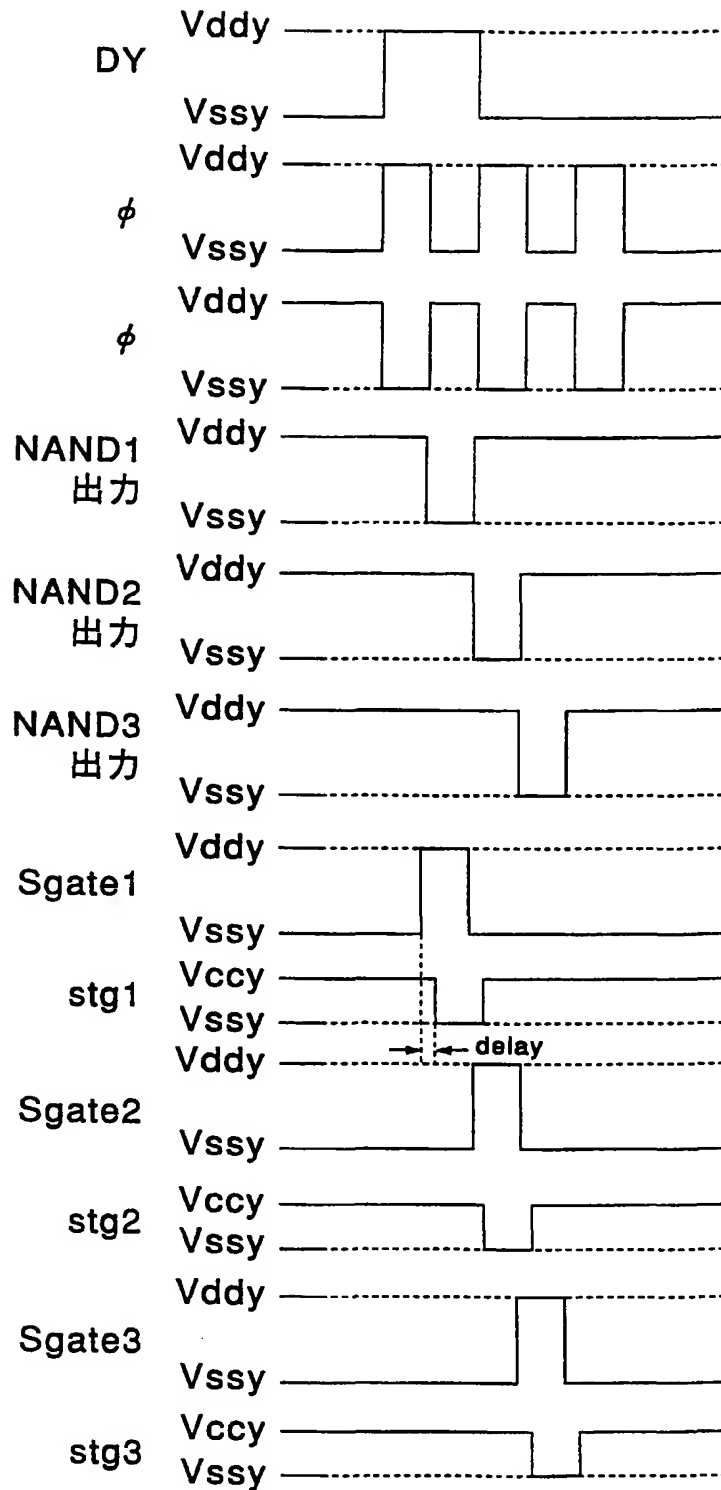 Vddy
DY
Vssy
Vddy
φ
Vssy
Vddy
φ
Vssy
Vddy
NAND1
出力
Vssy
Vddy
NAND2
出力
Vssy
Vddy
NAND3
出力
Vssy
Vddy
Sgate1
Vssy
Vccy
stg1
Vssy
delay
Vddy
Sgate2
Vssy
Vccy
stg2
Vssy
Vddy
Sgate3
Vssy
Vccy
stg3
Vssy